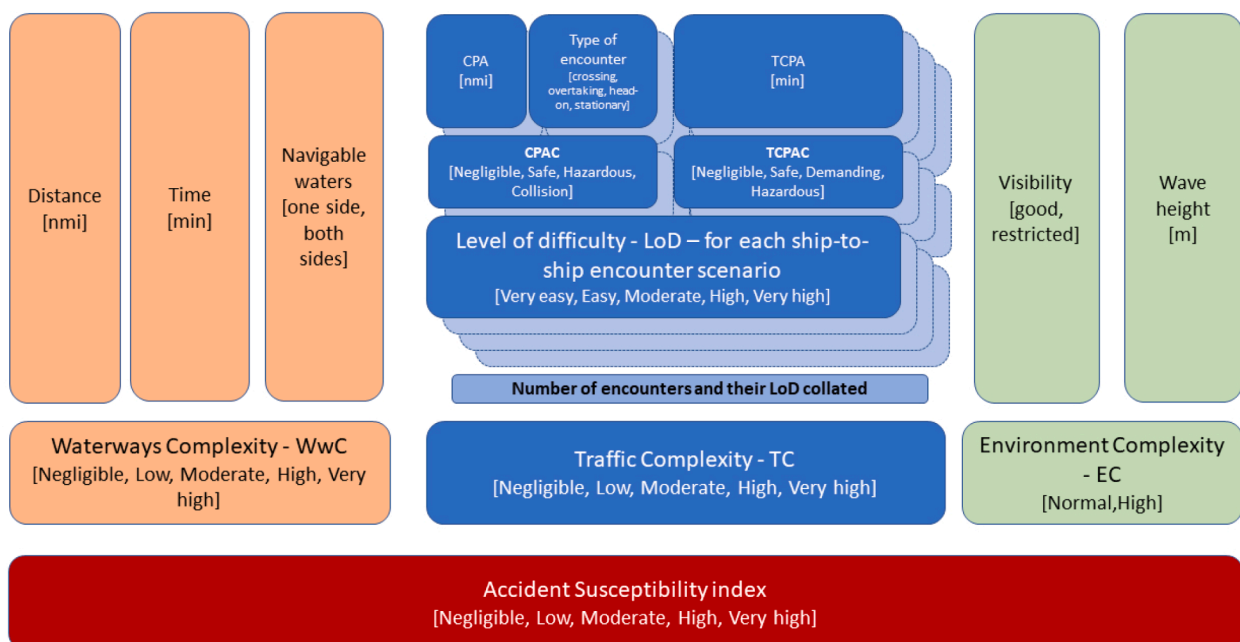 Distance
[nmi]
Time
[min]
Navigable
waters
[one side,
both
sides]
CPA
[nmi]
Type of
encounter
[crossing,
overtaking, head-
on, stationary]
TCPA
[min]
CPAC
[Negligible, Safe, Hazardous,
Collision]
TCPAC
[Negligible, Safe, Demanding,
Hazardous]
Level of difficulty - LoD – for each ship-to-
ship encounter scenario
[Very easy, Easy, Moderate, High, Very high]
Number of encounters and their LoD collated
Visibility
[good,
restricted]
Wave
height
[m]
Waterways Complexity - WwC
[Negligible, Low, Moderate, High, Very
high]
Traffic Complexity - TC
[Negligible, Low, Moderate, High, Very high]
Environment Complexity
- EC
[Normal,High]
Accident Susceptibility index
[Negligible, Low, Moderate, High, Very high]